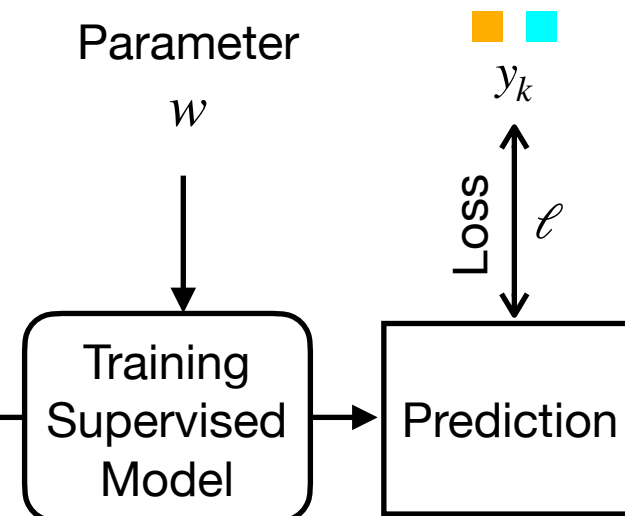 Parameter
w
y_k
Loss
ℓ
Training
Supervised
Model
Prediction